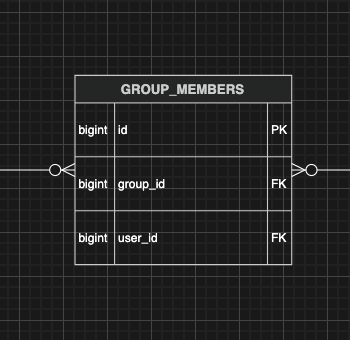 GROUP_MEMBERS
bigint id PK
bigint group_id FK
bigint user_id FK